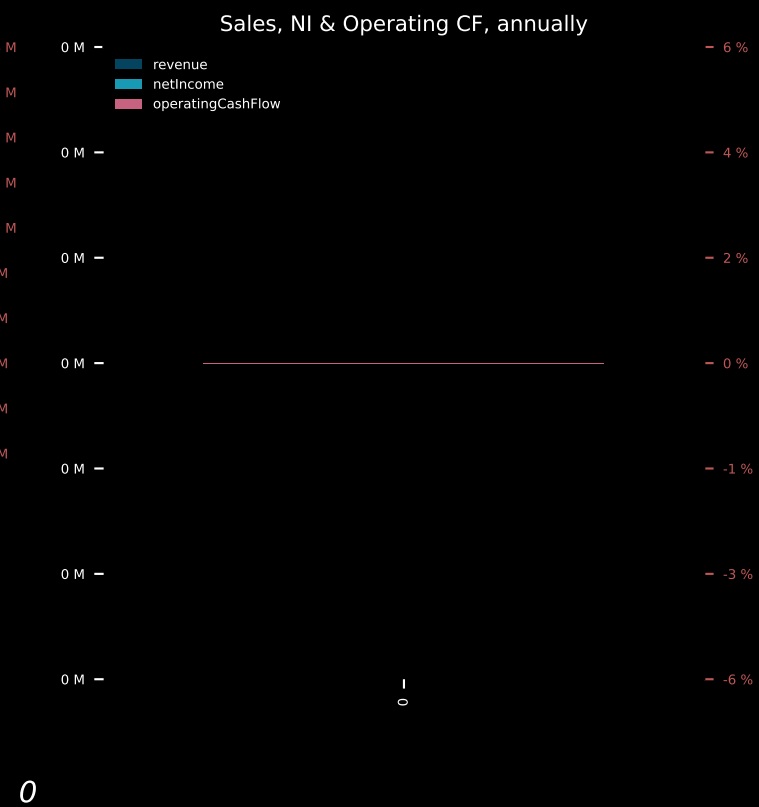 Sales, NI & Operating CF, annually
M 0 M 6 %
revenue
netIncome
operatingCashFlow
M
M
0 M 4 %
M
M
0 M 2 %
M
M
M 0 M 0 %
M
M
0 M -1 %
0 M -3 %
0 M -6 %
0
0